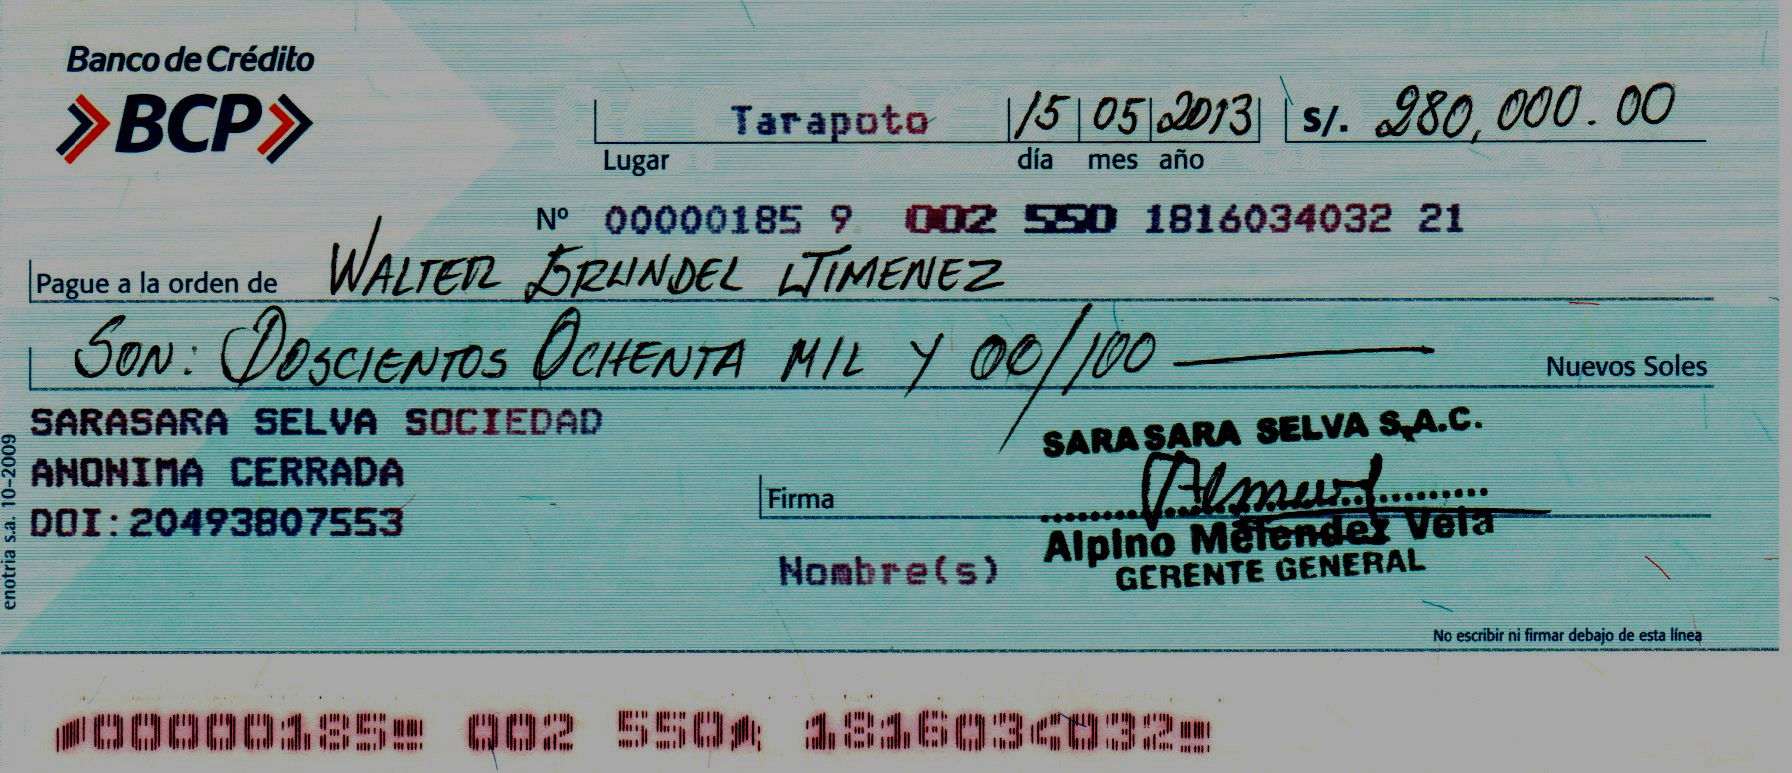 Banco de Crédito
BCP
Tarapoto 15 05 2013 S/. 280,000.00
Lugar día mes año
Nº 00000185 9 002 550 1816034032 21
Pague a la orden de WALTER GRUNDEL JIMENEZ
SON: DOSCIENTOS OCHENTA MIL Y 00/100 Nuevos Soles
SARASARA SELVA SOCIEDAD
ANONIMA CERRADA
DOI:20493807553
SARASARA SELVA S.A.C.
Firma
Alpino Melendez Vela
Nombre(s) GERENTE GENERAL
enotria s.a. 10-2009
No escribir ni firmar debajo de esta línea
00000185 002 550 1816034032